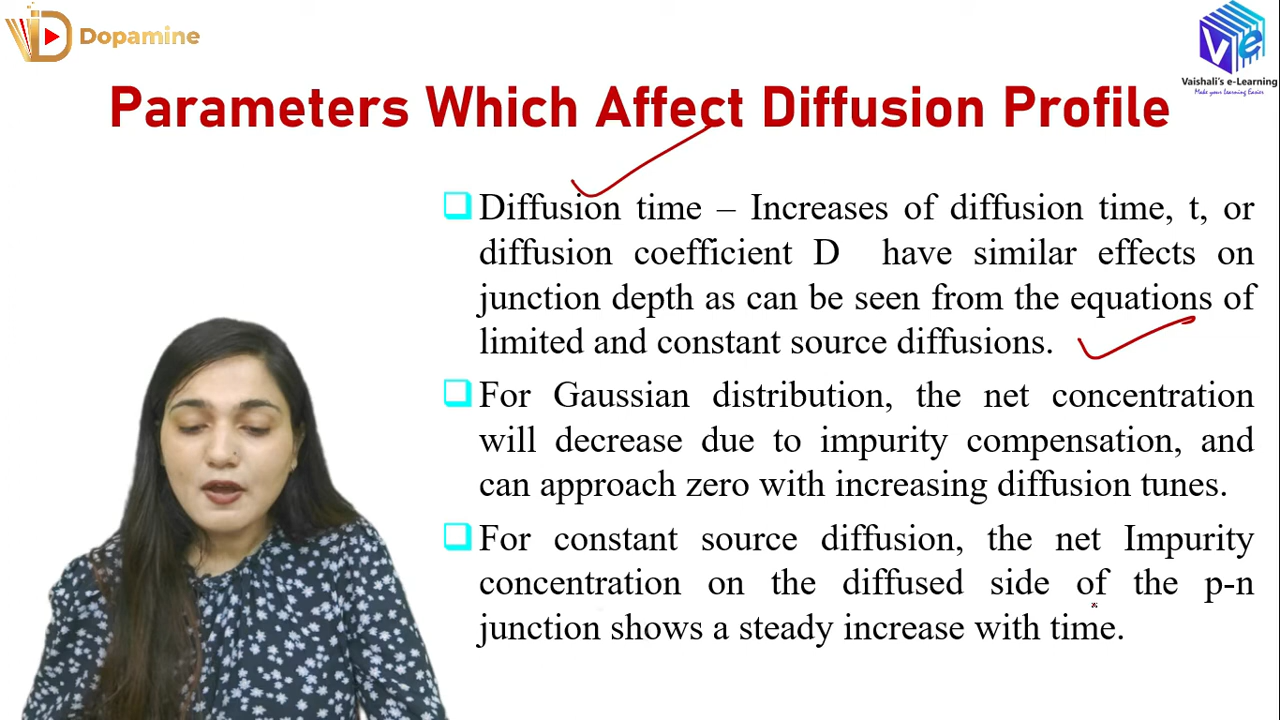 Dopamine
Vaishali's e-Learning
Make your Learning Easier
Parameters Which Affect Diffusion Profile
Diffusion time – Increases of diffusion time, t, or
diffusion coefficient D have similar effects on
junction depth as can be seen from the equations of
limited and constant source diffusions.
For Gaussian distribution, the net concentration
will decrease due to impurity compensation, and
can approach zero with increasing diffusion tunes.
For constant source diffusion, the net Impurity
concentration on the diffused side of the p-n
junction shows a steady increase with time.